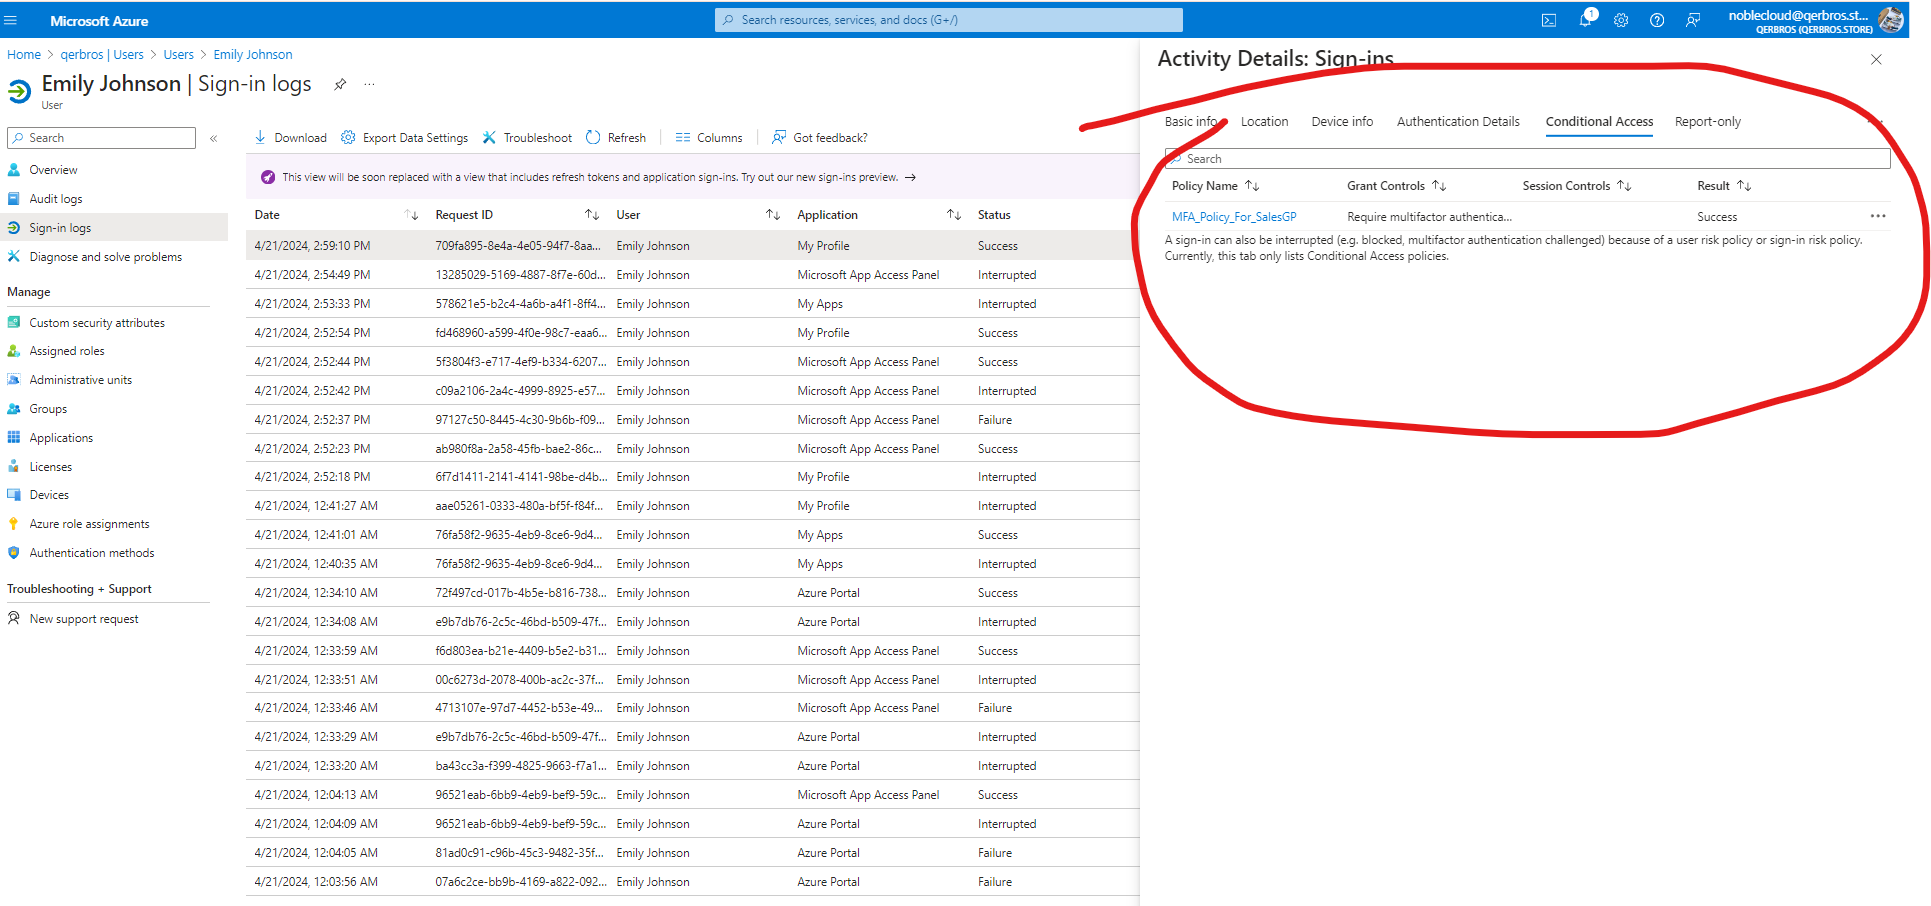 Microsoft Azure
Search resources, services, and docs (G+/)
1
noblecloud@qerbros.st...
QERBROS (QERBROS.STORE)
Home > qerbros | Users > Users > Emily Johnson
Emily Johnson | Sign-in logs
User
Search
Overview
Audit logs
Sign-in logs
Diagnose and solve problems
Manage
Custom security attributes
Assigned roles
Administrative units
Groups
Applications
Licenses
Devices
Azure role assignments
Authentication methods
Troubleshooting + Support
New support request
Download Export Data Settings Troubleshoot Refresh Columns Got feedback?
This view will be soon replaced with a view that includes refresh tokens and application sign-ins. Try out our new sign-ins preview. →
Date Request ID User Application Status
4/21/2024, 2:59:10 PM 709fa895-8e4a-4e05-94f7-8aa... Emily Johnson My Profile Success
4/21/2024, 2:54:49 PM 13285029-5169-4887-8f7e-60d... Emily Johnson Microsoft App Access Panel Interrupted
4/21/2024, 2:53:33 PM 578621e5-b2c4-4a6b-a4f1-8ff4... Emily Johnson My Apps Interrupted
4/21/2024, 2:52:54 PM fd468960-a599-4f0e-98c7-eaa6... Emily Johnson My Profile Success
4/21/2024, 2:52:44 PM 5f3804f3-e717-4ef9-b334-6207... Emily Johnson Microsoft App Access Panel Success
4/21/2024, 2:52:42 PM c09a2106-2a4c-4999-8925-e57... Emily Johnson Microsoft App Access Panel Interrupted
4/21/2024, 2:52:37 PM 97127c50-8445-4c30-9b6b-f09... Emily Johnson Microsoft App Access Panel Failure
4/21/2024, 2:52:23 PM ab980f8a-2a58-45fb-bae2-86c... Emily Johnson Microsoft App Access Panel Success
4/21/2024, 2:52:18 PM 6f7d1411-2141-4141-98be-d4b... Emily Johnson My Profile Interrupted
4/21/2024, 12:41:27 AM aae05261-0333-480a-bf5f-f84f... Emily Johnson My Profile Interrupted
4/21/2024, 12:41:01 AM 76fa58f2-9635-4eb9-8ce6-9d4... Emily Johnson My Apps Success
4/21/2024, 12:40:35 AM 76fa58f2-9635-4eb9-8ce6-9d4... Emily Johnson My Apps Interrupted
4/21/2024, 12:34:10 AM 72f497cd-017b-4b5e-b816-738... Emily Johnson Azure Portal Success
4/21/2024, 12:34:08 AM e9b7db76-2c5c-46bd-b509-47f... Emily Johnson Azure Portal Interrupted
4/21/2024, 12:33:59 AM f6d803ea-b21e-4409-b5e2-b31... Emily Johnson Microsoft App Access Panel Success
4/21/2024, 12:33:51 AM 00c6273d-2078-400b-ac2c-37f... Emily Johnson Microsoft App Access Panel Interrupted
4/21/2024, 12:33:46 AM 4713107e-97d7-4452-b53e-49... Emily Johnson Microsoft App Access Panel Failure
4/21/2024, 12:33:29 AM e9b7db76-2c5c-46bd-b509-47f... Emily Johnson Azure Portal Interrupted
4/21/2024, 12:33:20 AM ba43cc3a-f399-4825-9663-f7a1... Emily Johnson Azure Portal Interrupted
4/21/2024, 12:04:13 AM 96521eab-6bb9-4eb9-bef9-59c... Emily Johnson Microsoft App Access Panel Success
4/21/2024, 12:04:09 AM 96521eab-6bb9-4eb9-bef9-59c... Emily Johnson Azure Portal Interrupted
4/21/2024, 12:04:05 AM 81ad0c91-c96b-45c3-9482-35f... Emily Johnson Azure Portal Failure
4/21/2024, 12:03:56 AM 07a6c2ce-bb9b-4169-a822-092... Emily Johnson Azure Portal Failure
Activity Details: Sign-ins
Basic info Location Device info Authentication Details Conditional Access Report-only
Search
Policy Name Grant Controls Session Controls Result
MFA_Policy_For_SalesGP Require multifactor authentica... Success
A sign-in can also be interrupted (e.g. blocked, multifactor authentication challenged) because of a user risk policy or sign-in risk policy.
Currently, this tab only lists Conditional Access policies.